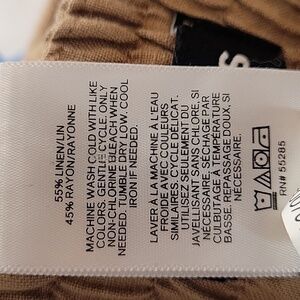 55% LINEN/LIN
45% RAYON/RAYONNE
MACHINE WASH COLD WITH LIKE
COLORS. GENTLE CYCLE. ONLY
NON-CHLORINE BLEACH WHEN
NEEDED. TUMBLE DRY LOW. COOL
IRON IF NEEDED.
LAVER À LA MACHINE À L'EAU
FROIDE AVEC COULEURS
SIMILAIRES. CYCLE DÉLICAT.
UTILISEZ SEULEMENT DU
JAVELLISANT SANS CHLORE, SI
NÉCESSAIRE. SÉCHAGE PAR
CULBUTAGE À TEMPÉRATURE
BASSE. REPASSAGE DOUX, SI
NÉCESSAIRE.
RN# 55285
S